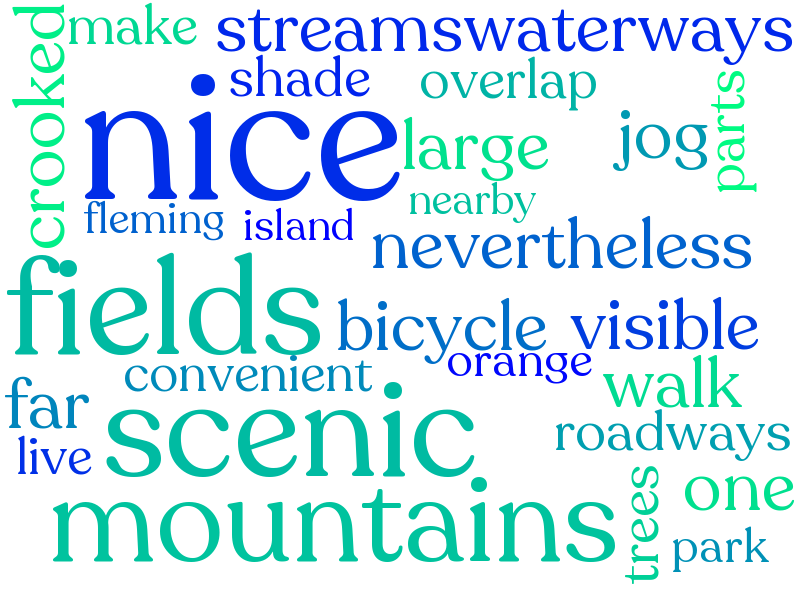 make
streamswaterways
crooked
shade
overlap
parts
nice
large
jog
nearby
fleming
island
nevertheless
fields
bicycle
visible
orange
convenient
walk
far
scenic
roadways
live
trees
one
mountains
park